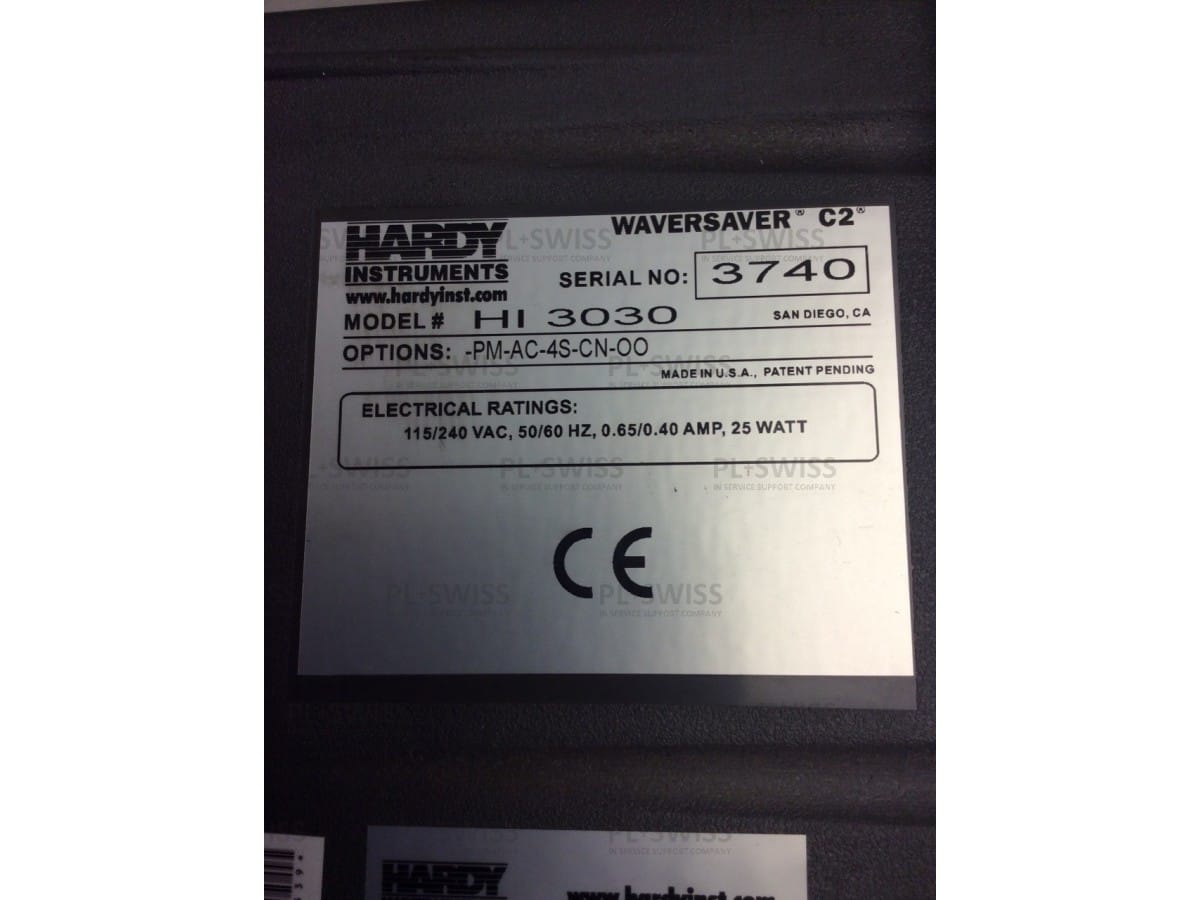 WAVERSAVER® C2®
HARDY
INSTRUMENTS
www.hardyinst.com
SERIAL NO: 3740
MODEL # HI 3030
SAN DIEGO, CA
OPTIONS: -PM-AC-4S-CN-OO
MADE IN U.S.A., PATENT PENDING
ELECTRICAL RATINGS:
115/240 VAC, 50/60 HZ, 0.65/0.40 AMP, 25 WATT
CE
PL+SWISS
IN SERVICE SUPPORT COMPANY
HARDY
www.hardyinst.com